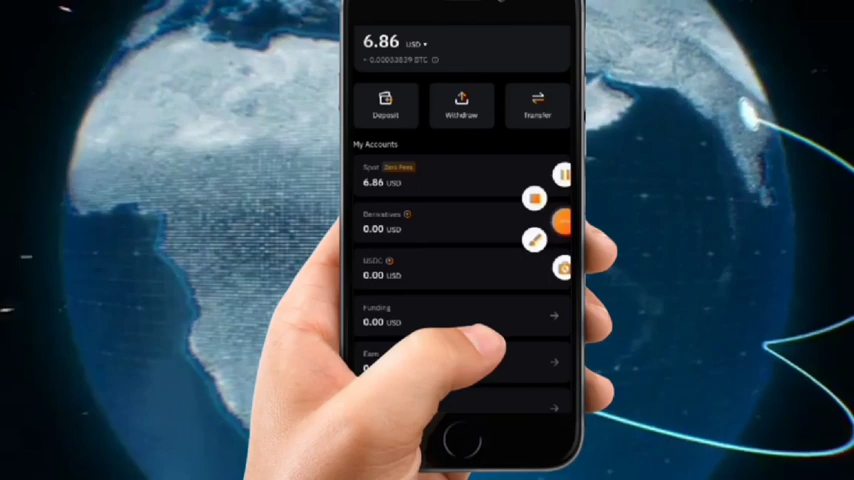 6.86 USD
≈ 0.00033839 BTC
Deposit
Withdraw
Transfer
My Accounts
Spot Zero Fees
6.86 USD
Derivatives
0.00 USD
USDC
0.00 USD
Funding
0.00 USD
Earn